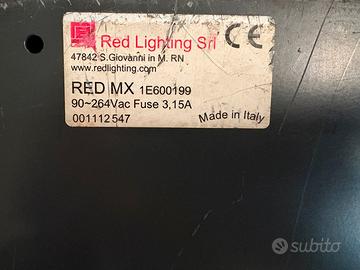 Red Lighting Srl CE
47842 S.Giovanni in M. RN
www.redlighting.com
RED MX 1E600199
90~264Vac Fuse 3,15A
001112547 Made in Italy
subito